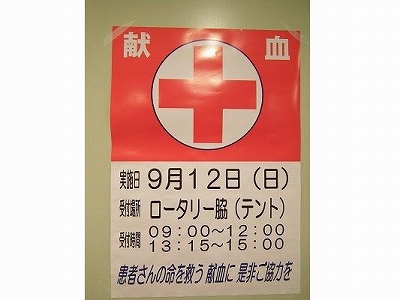 献 血
実施日 9月12日（日）
受付場所 ロータリー脇（テント）
受付時間 09：00～12：00
13：15～15：00
患者さんの命を救う 献血に 是非ご協力を